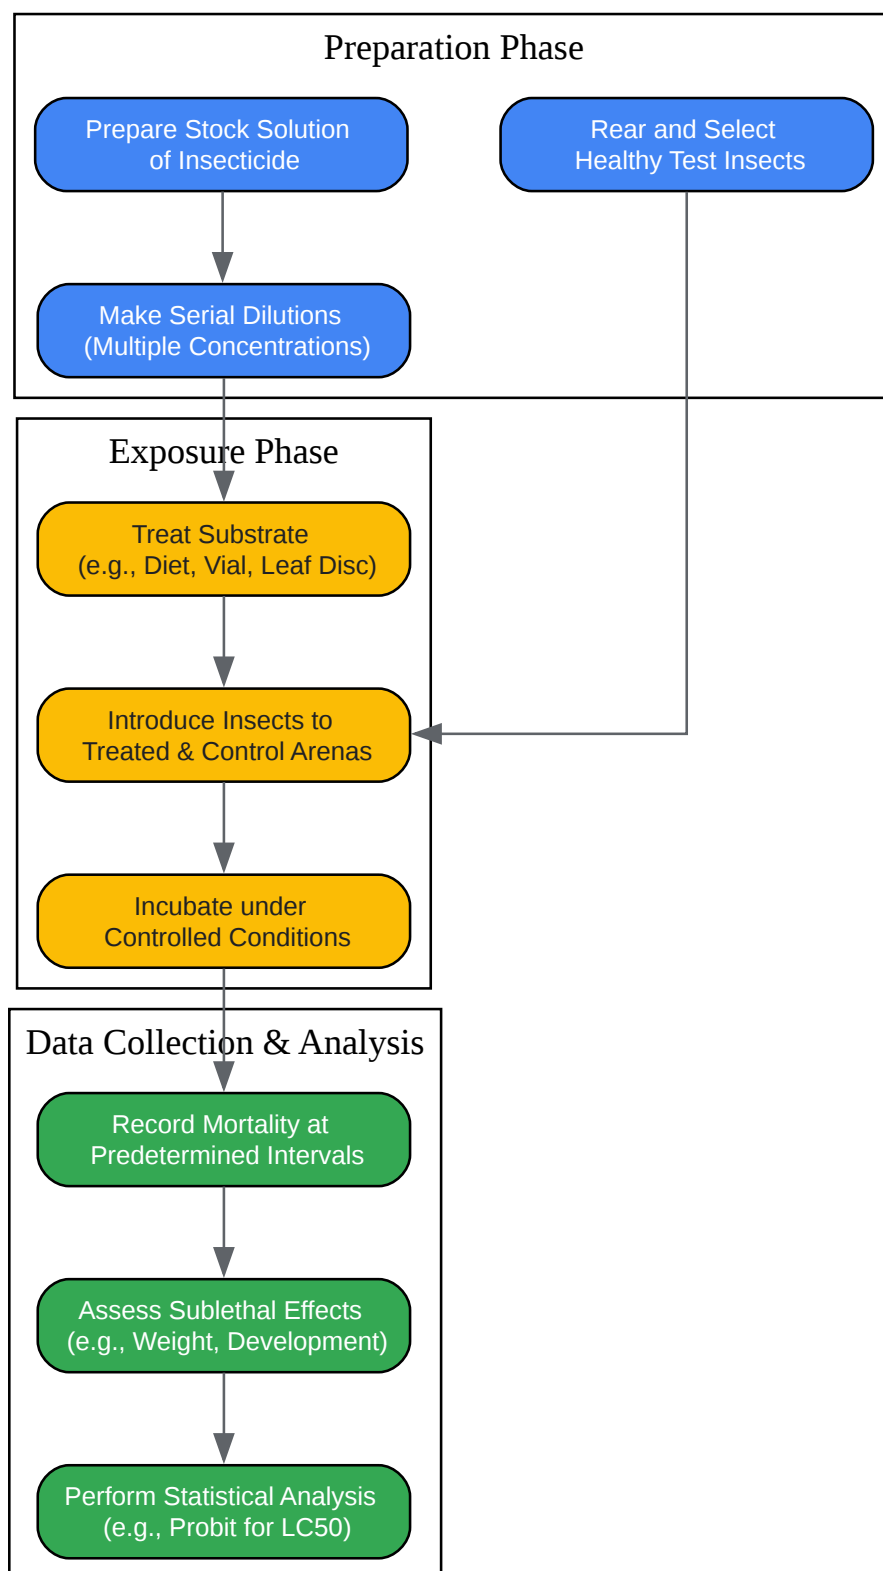 Preparation Phase
Prepare Stock Solution
of Insecticide
Rear and Select
Healthy Test Insects
Make Serial Dilutions
(Multiple Concentrations)
Exposure Phase
Treat Substrate
(e.g., Diet, Vial, Leaf Disc)
Introduce Insects to
Treated & Control Arenas
Incubate under
Controlled Conditions
Data Collection & Analysis
Record Mortality at
Predetermined Intervals
Assess Sublethal Effects
(e.g., Weight, Development)
Perform Statistical Analysis
(e.g., Probit for LC50)